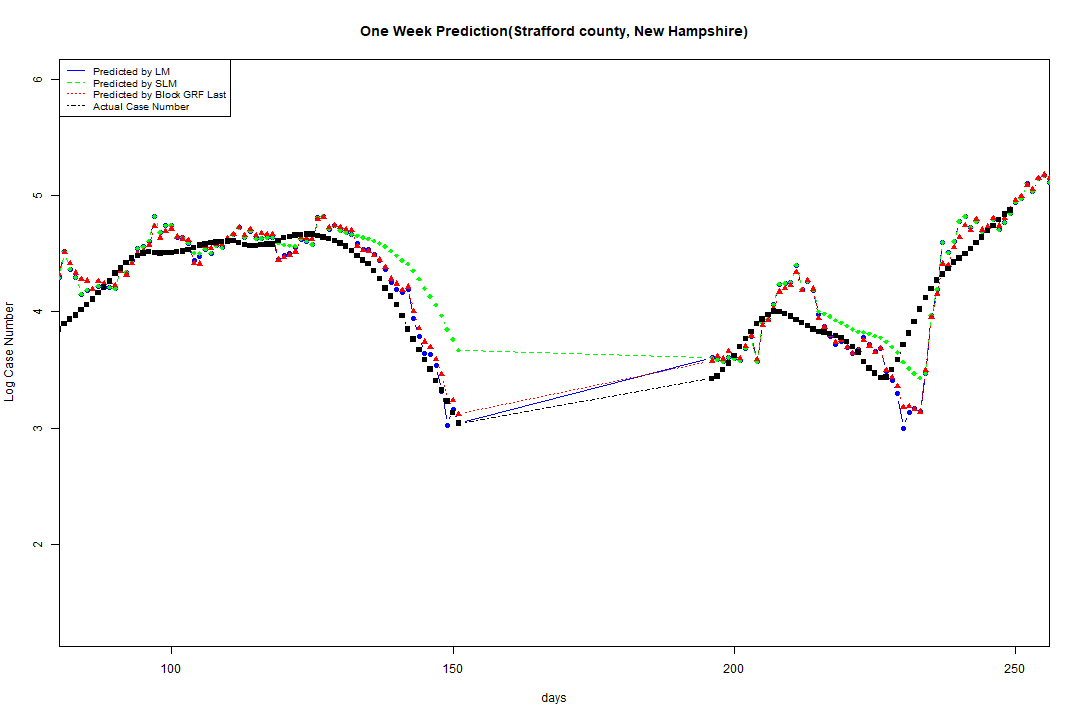 One Week Prediction(Strafford county, New Hampshire)
Predicted by LM
Predicted by SLM
Predicted by Block GRF Last
Actual Case Number
6
5
4
3
2
Log Case Number
100
150
200
250
days